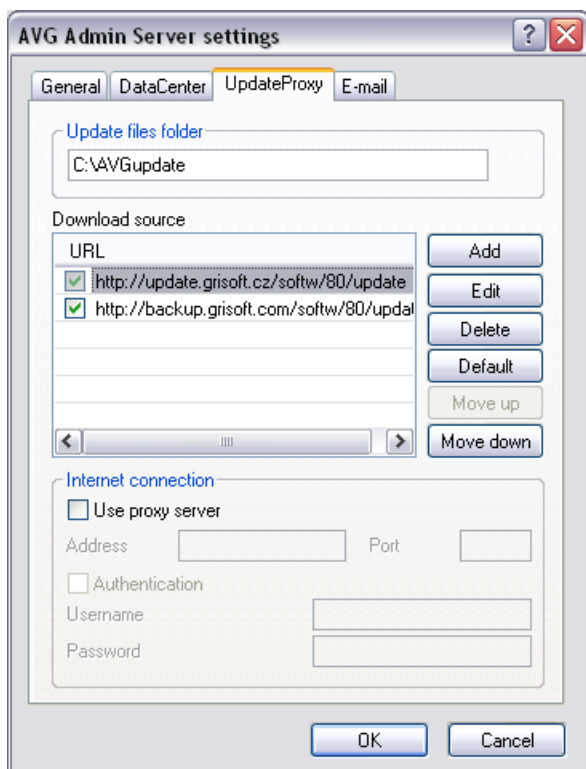 AVG Admin Server settings
General DataCenter UpdateProxy E-mail
Update files folder
C:\AVGupdate
Download source
URL
http://update.grisoft.cz/softw/80/update
http://backup.grisoft.com/softw/80/updat
Add
Edit
Delete
Default
Move up
Move down
Internet connection
Use proxy server
Address Port
Authentication
Username
Password
OK Cancel